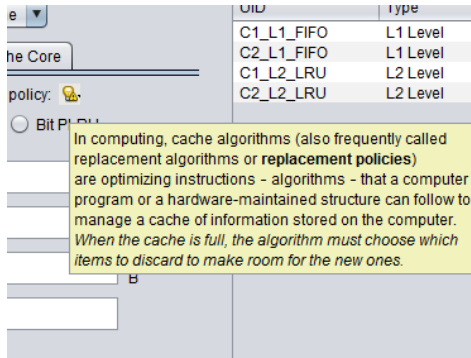 e
he Core
policy:
Bit
UID Type
C1_L1_FIFO L1 Level
C2_L1_FIFO L1 Level
C1_L2_LRU L2 Level
C2_L2_LRU L2 Level
In computing, cache algorithms (also frequently called
replacement algorithms or replacement policies)
are optimizing instructions - algorithms - that a computer
program or a hardware-maintained structure can follow to
manage a cache of information stored on the computer.
When the cache is full, the algorithm must choose which
items to discard to make room for the new ones.
B